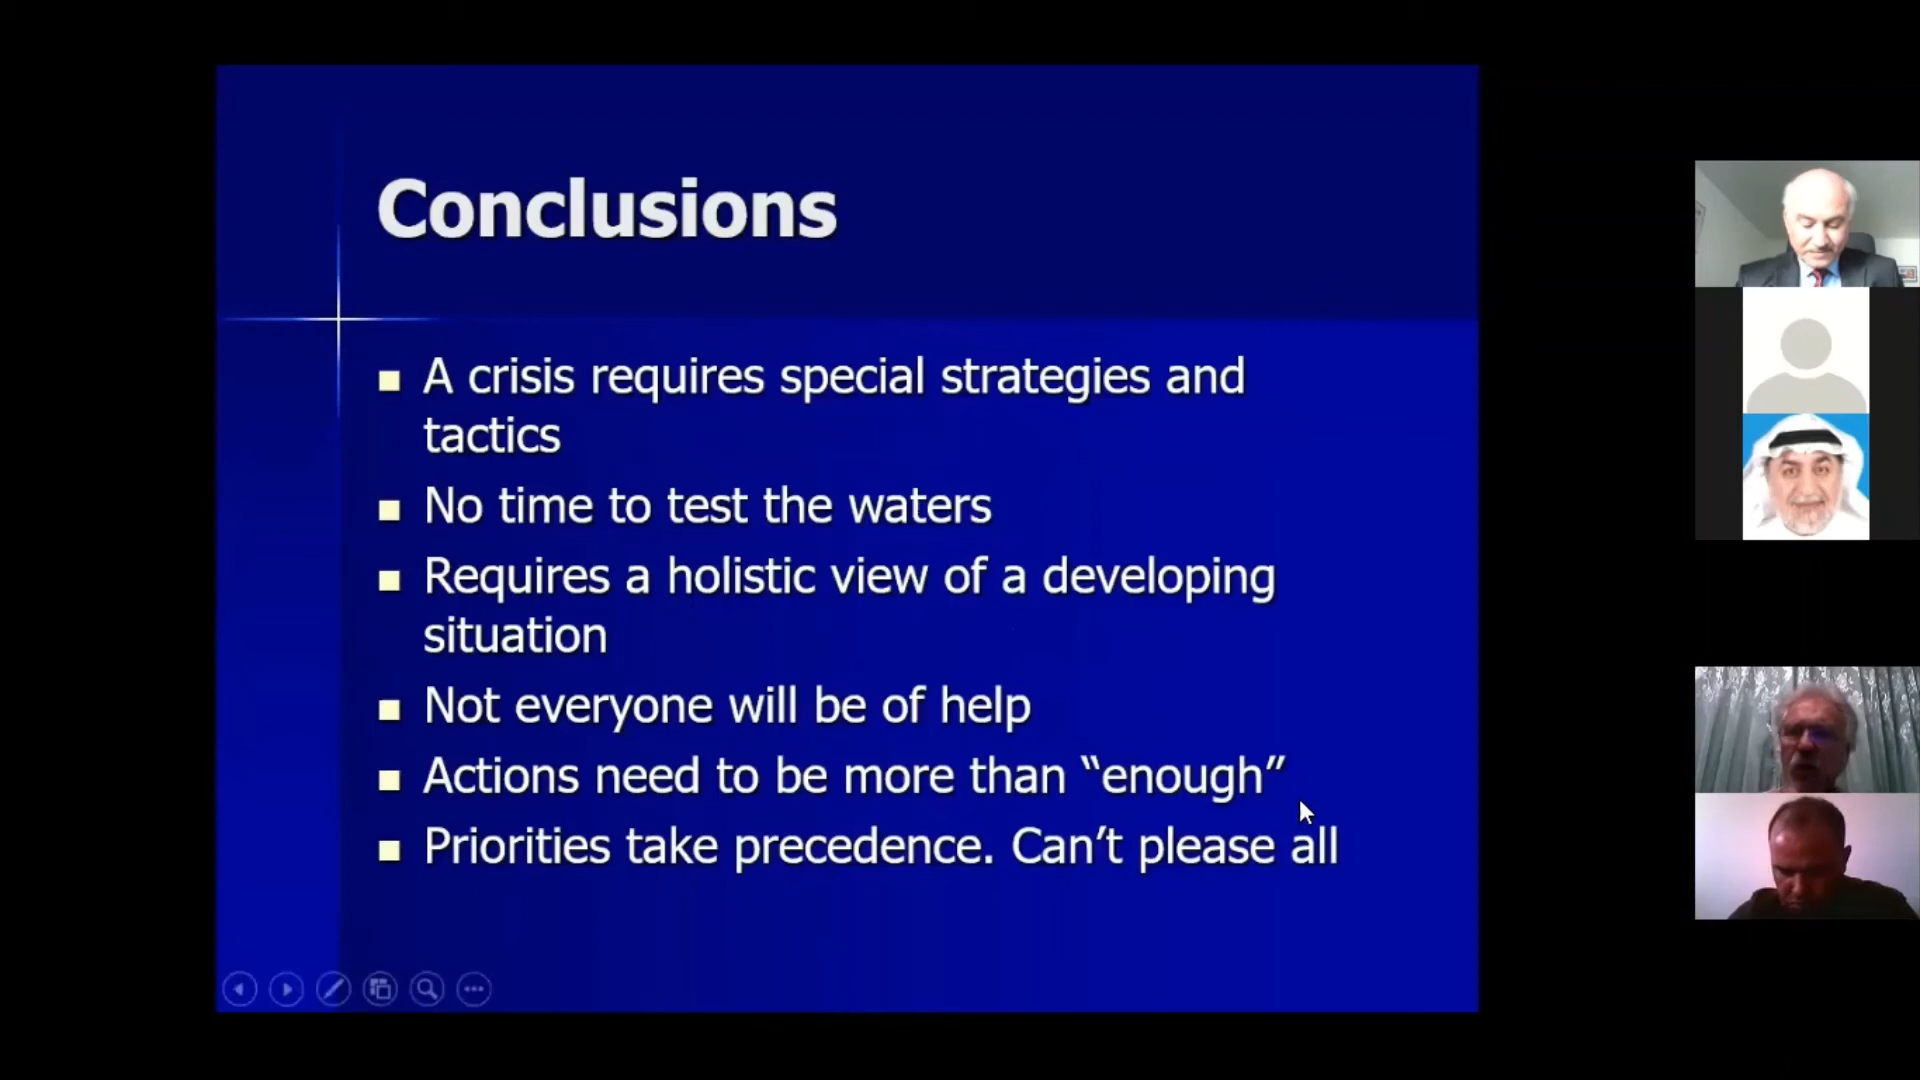 Conclusions
A crisis requires special strategies and
tactics
No time to test the waters
Requires a holistic view of a developing
situation
Not everyone will be of help
Actions need to be more than “enough”
Priorities take precedence. Can’t please all